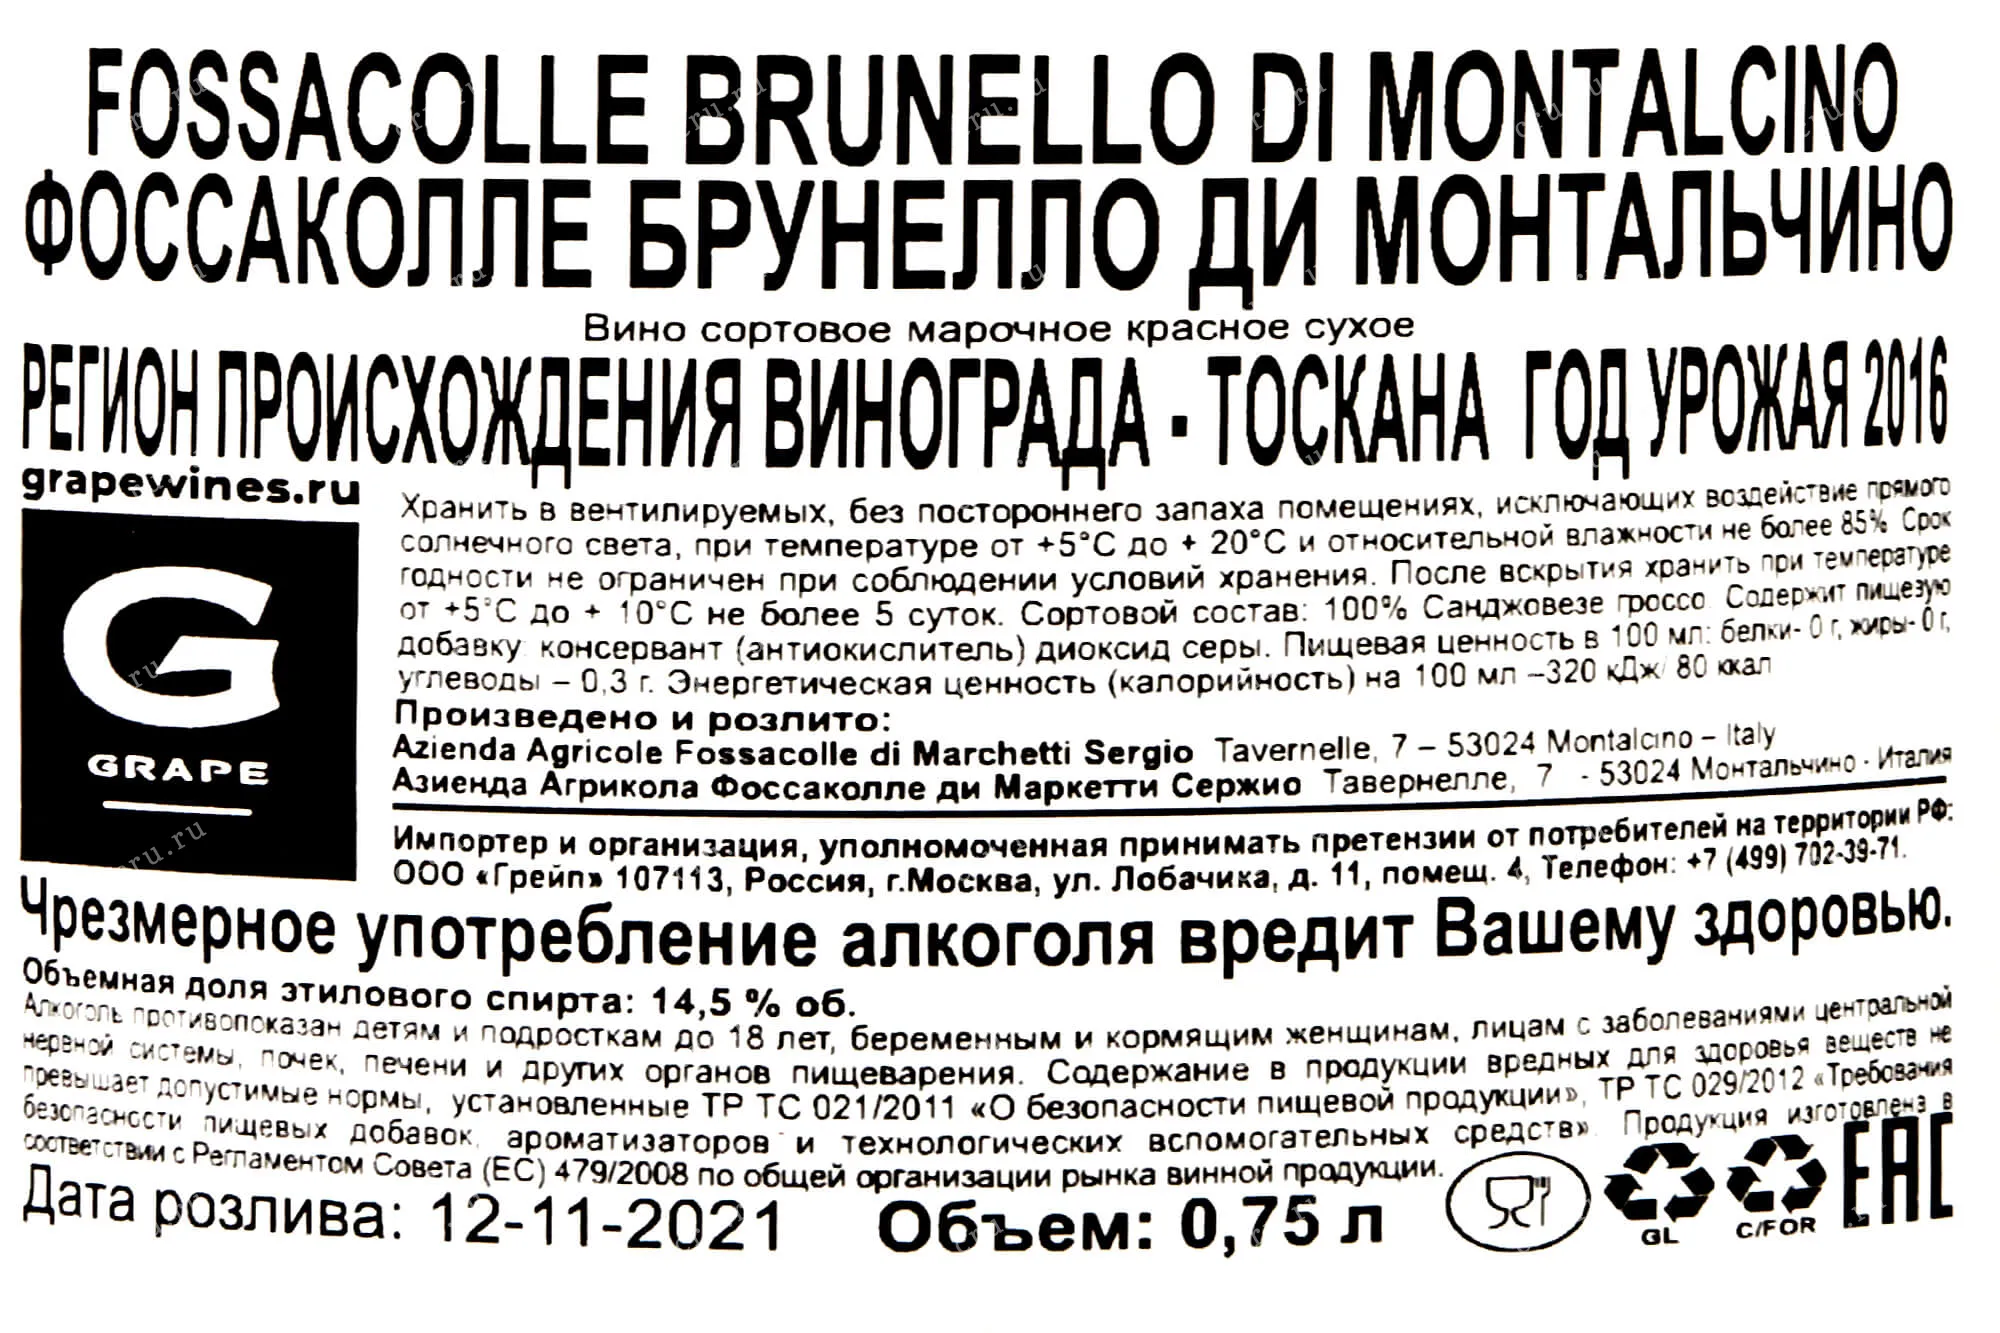 FOSSACOLLE BRUNELLO DI MONTALCINO
ФОССАКОЛЛЕ БРУНЕЛЛО ДИ МОНТАЛЬЧИНО
Вино сортовое марочное красное сухое
РЕГИОН ПРОИСХОЖДЕНИЯ ВИНОГРАДА - ТОСКАНА ГОД УРОЖАЯ 2016
grapewines.ru
G
GRAPE
Хранить в вентилируемых, без постороннего запаха помещениях, исключающих воздействие прямого
солнечного света, при температуре от +5°С до + 20°С и относительной влажности не более 85% Срок
годности не ограничен при соблюдении условий хранения. После вскрытия хранить при температуре
от +5°С до + 10°С не более 5 суток. Сортовой состав: 100% Санджовезе гроссо. Содержит пищевую
добавку: консервант (антиокислитель) диоксид серы. Пищевая ценность в 100 мл: белки- 0 г, жиры- 0 г,
углеводы – 0,3 г. Энергетическая ценность (калорийность) на 100 мл –320 кДж/ 80 ккал
Произведено и розлито:
Azienda Agricole Fossacolle di Marchetti Sergio Tavernelle, 7 – 53024 Montalcino – Italy
Азиенда Агрикола Фоссаколле ди Маркетти Сержио Тавернелле, 7 - 53024 Монтальчино - Италия
Импортер и организация, уполномоченная принимать претензии от потребителей на территории РФ:
ООО «Грейп» 107113, Россия, г.Москва, ул. Лобачика, д. 11, помещ. 4, Телефон: +7 (499) 702-39-71.
Чрезмерное употребление алкоголя вредит Вашему здоровью.
Объемная доля этилового спирта: 14,5 % об.
Алкоголь противопоказан детям и подросткам до 18 лет, беременным и кормящим женщинам, лицам с заболеваниями центральной
нервной системы, почек, печени и других органов пищеварения. Содержание в продукции вредных для здоровья веществ не
превышает допустимые нормы, установленные ТР ТС 021/2011 «О безопасности пищевой продукции», ТР ТС 029/2012 «Требования
безопасности пищевых добавок, ароматизаторов и технологических вспомогательных средств». Продукция изготовлена в
соответствии с Регламентом Совета (ЕС) 479/2008 по общей организации рынка винной продукции.
Дата розлива: 12-11-2021 Объем: 0,75 л
GL
C/FOR
EAC